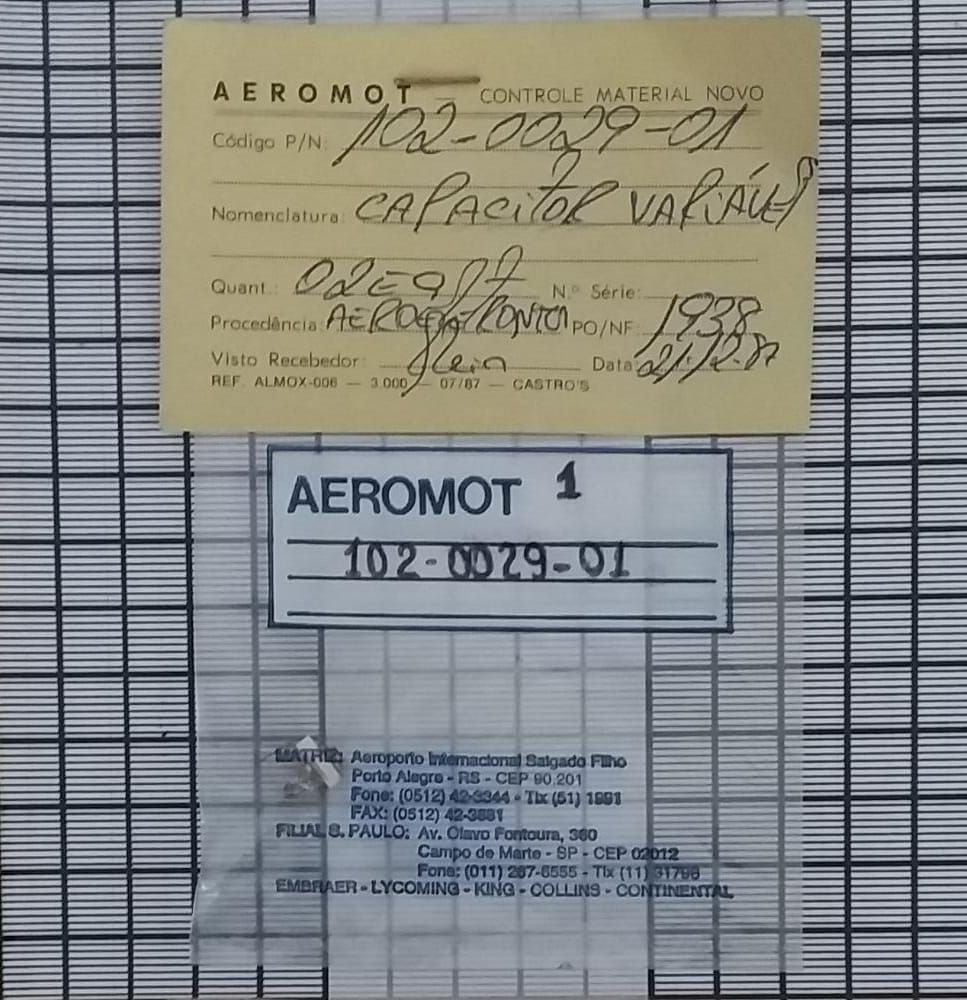 AEROMOT — CONTROLE MATERIAL NOVO
Código P/N: 102-0029-01
Nomenclatura: CAPACITOR VARIÁVEL
Quant.: 02 N.º Série:
Procedência: PO/NF: 1938
Visto Recebedor: Data: 21.12.87
REF. ALMOX-006 — 3.000 — 07/87 — CASTRO'S
AEROMOT 1
102-0029-01
MATRIZ: Aeroporto Internacional Salgado Filho
Porto Alegre - RS - CEP 90.201
Fone: (0512) 42-3344 - Tlx (51) 1991
FAX: (0512) 42-3881
FILIAL S. PAULO: Av. Olavo Fontoura, 360
Campo de Marte - SP - CEP 02012
Fone: (011) 267-6555 - Tlx (11) 31796
EMBRAER - LYCOMING - KING - COLLINS - CONTINENTAL